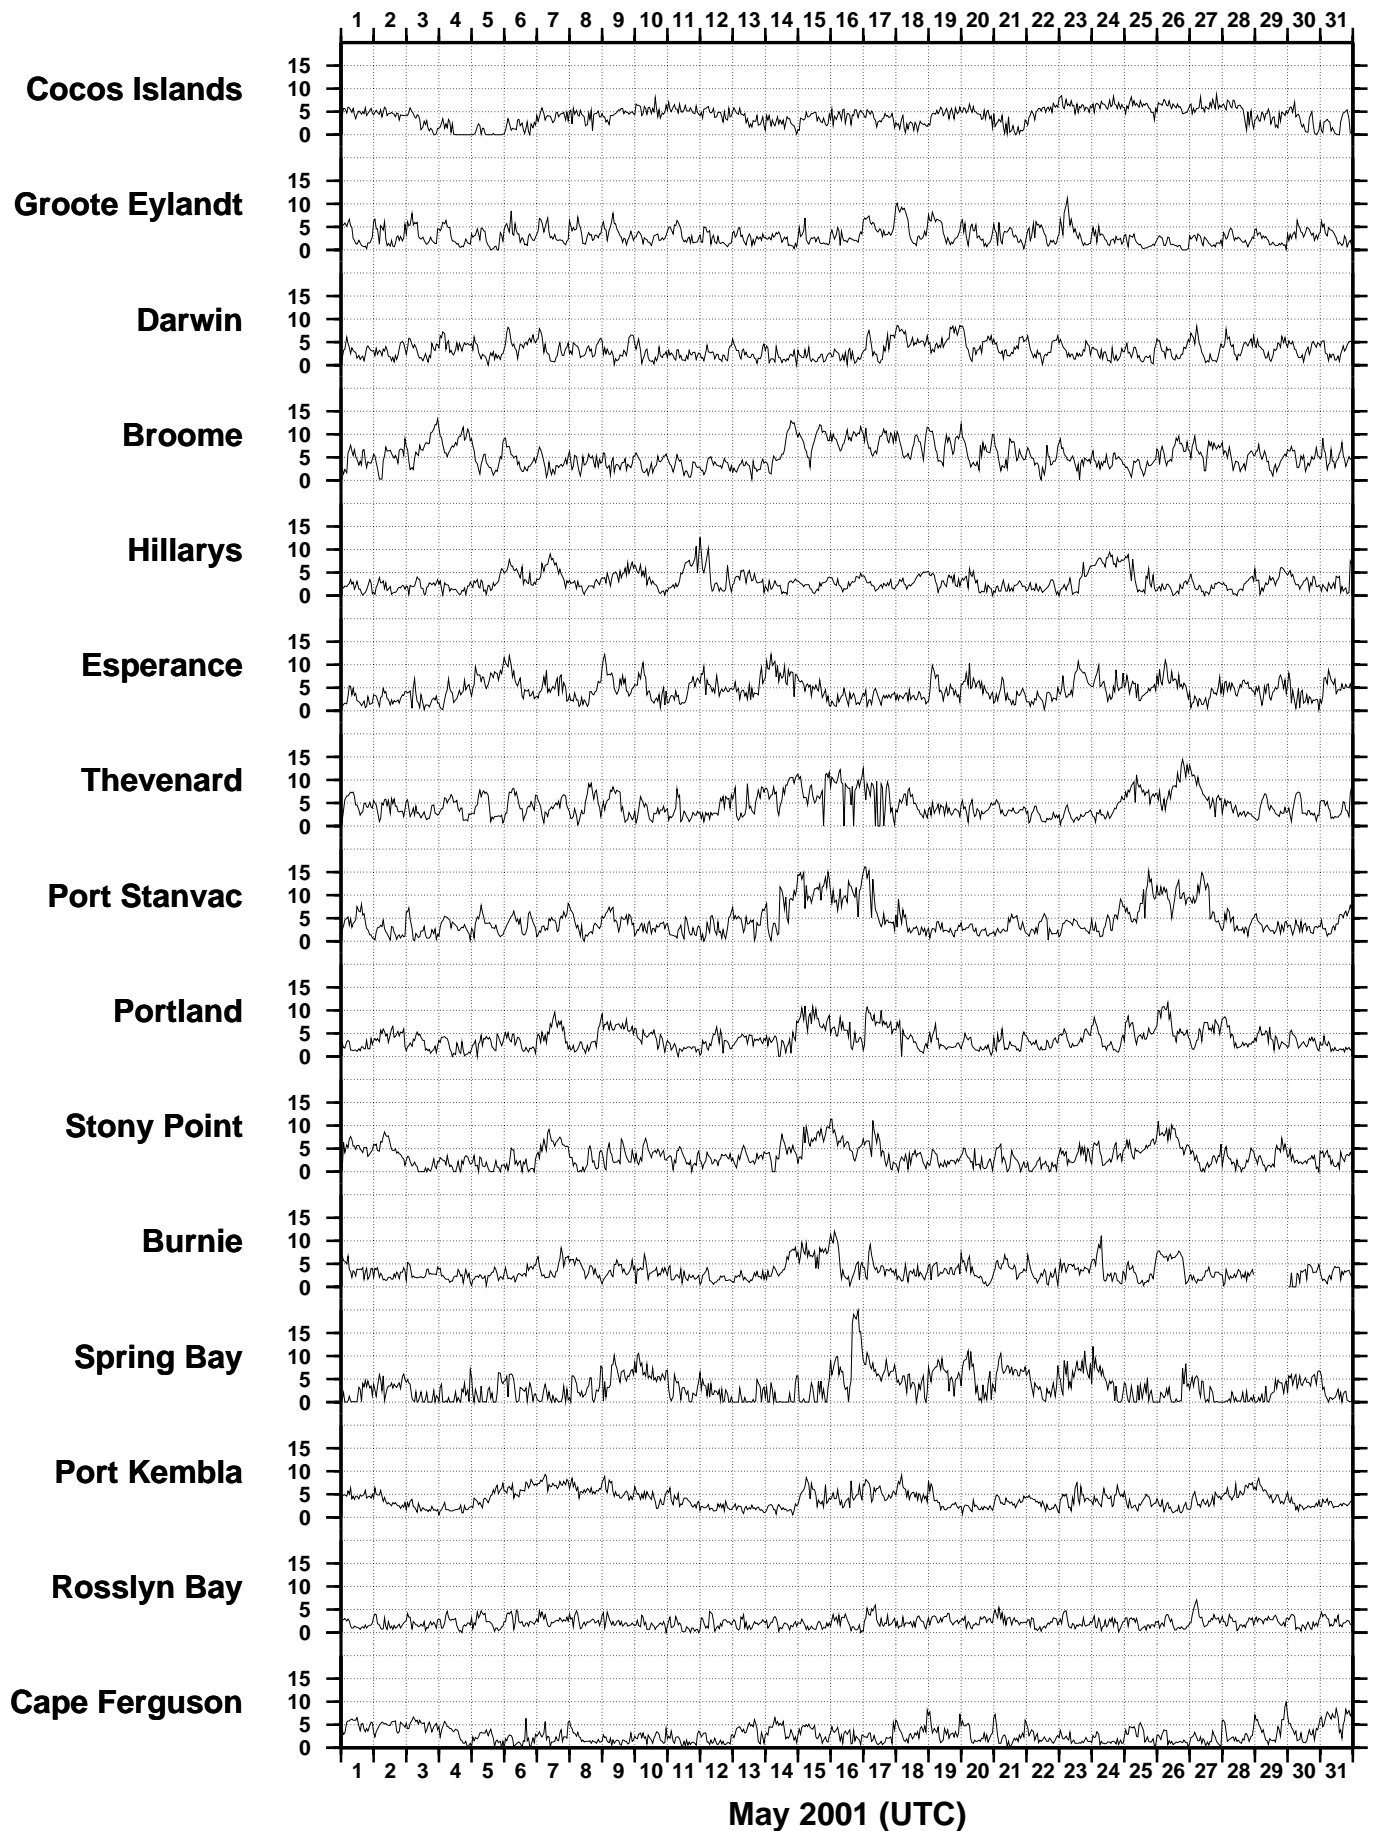 1 2 3 4 5 6 7 8 9 10 11 12 13 14 15 16 17 18 19 20 21 22 23 24 25 26 27 28 29 30 31
Cocos Islands 15 10 5 0
Groote Eylandt 15 10 5 0
Darwin 15 10 5 0
Broome 15 10 5 0
Hillarys 15 10 5 0
Esperance 15 10 5 0
Thevenard 15 10 5 0
Port Stanvac 15 10 5 0
Portland 15 10 5 0
Stony Point 15 10 5 0
Burnie 15 10 5 0
Spring Bay 15 10 5 0
Port Kembla 15 10 5 0
Rosslyn Bay 15 10 5 0
Cape Ferguson 15 10 5 0
1 2 3 4 5 6 7 8 9 10 11 12 13 14 15 16 17 18 19 20 21 22 23 24 25 26 27 28 29 30 31
May 2001 (UTC)